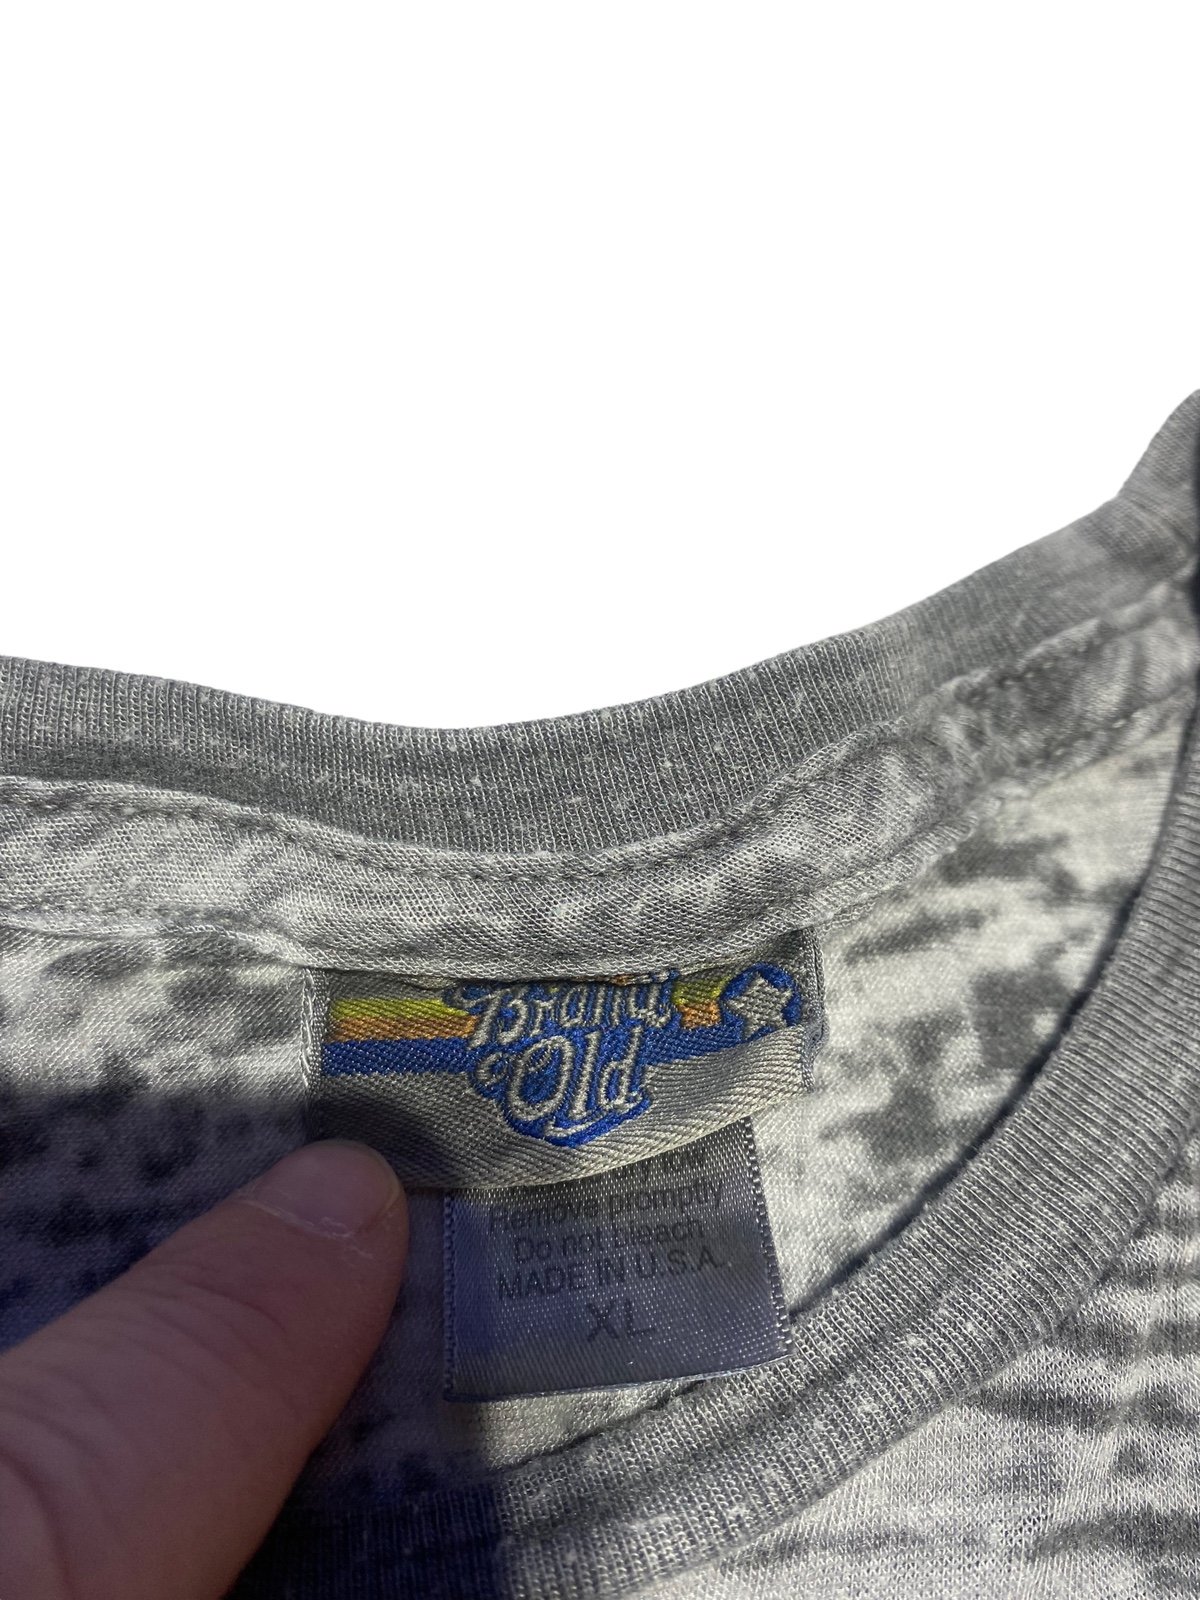 Brand
Old
Remove promptly
Do not bleach
MADE IN U.S.A.
XL